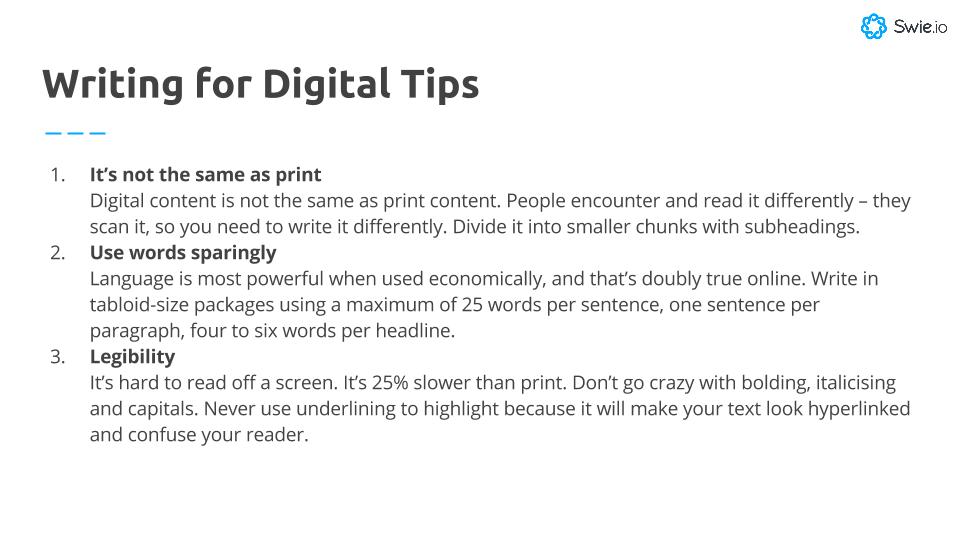 Swie.io
Writing for Digital Tips
1. It’s not the same as print
Digital content is not the same as print content. People encounter and read it differently – they
scan it, so you need to write it differently. Divide it into smaller chunks with subheadings.
2. Use words sparingly
Language is most powerful when used economically, and that’s doubly true online. Write in
tabloid-size packages using a maximum of 25 words per sentence, one sentence per
paragraph, four to six words per headline.
3. Legibility
It’s hard to read off a screen. It’s 25% slower than print. Don’t go crazy with bolding, italicising
and capitals. Never use underlining to highlight because it will make your text look hyperlinked
and confuse your reader.